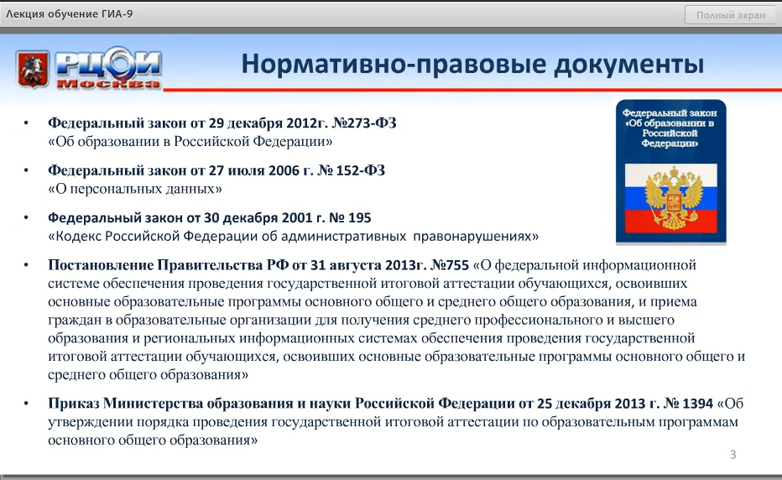 Лекция обучение ГИА-9
Полный экран
РЦОИ
Москва
Нормативно-правовые документы
• Федеральный закон от 29 декабря 2012г. №273-ФЗ
«Об образовании в Российской Федерации»
• Федеральный закон от 27 июля 2006 г. № 152-ФЗ
«О персональных данных»
• Федеральный закон от 30 декабря 2001 г. № 195
«Кодекс Российской Федерации об административных правонарушениях»
• Постановление Правительства РФ от 31 августа 2013г. №755 «О федеральной информационной
системе обеспечения проведения государственной итоговой аттестации обучающихся, освоивших
основные образовательные программы основного общего и среднего общего образования, и приема
граждан в образовательные организации для получения среднего профессионального и высшего
образования и региональных информационных системах обеспечения проведения государственной
итоговой аттестации обучающихся, освоивших основные образовательные программы основного общего и
среднего общего образования»
• Приказ Министерства образования и науки Российской Федерации от 25 декабря 2013 г. № 1394 «Об
утверждении порядка проведения государственной итоговой аттестации по образовательным программам
основного общего образования»
Федеральный закон
«Об образовании в
Российской
Федерации»
3